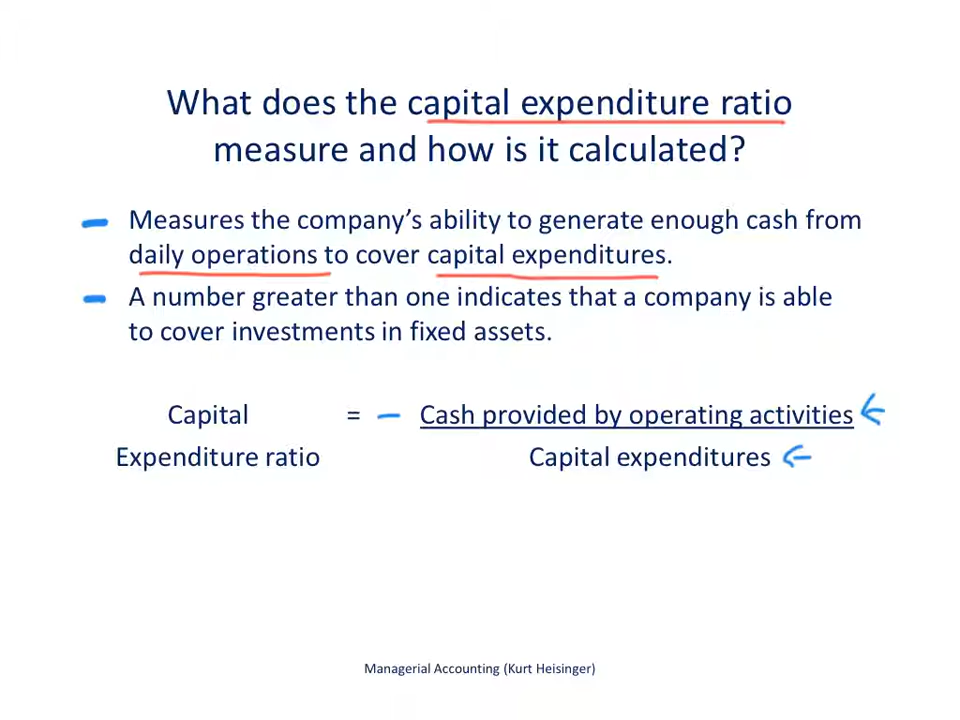 What does the capital expenditure ratio
measure and how is it calculated?
Measures the company’s ability to generate enough cash from
daily operations to cover capital expenditures.
A number greater than one indicates that a company is able
to cover investments in fixed assets.
Capital = Cash provided by operating activities
Expenditure ratio Capital expenditures
Managerial Accounting (Kurt Heisinger)